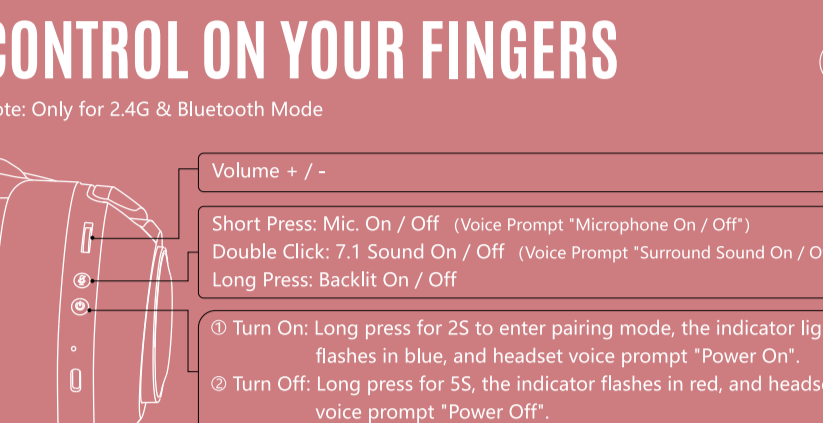 CONTROL ON YOUR FINGERS
Note: Only for 2.4G & Bluetooth Mode
Volume + / -
Short Press: Mic. On / Off (Voice Prompt "Microphone On / Off")
Double Click: 7.1 Sound On / Off (Voice Prompt "Surround Sound On /
Long Press: Backlit On / Off
① Turn On: Long press for 2S to enter pairing mode, the indicator
flashes in blue, and headset voice prompt "Power On".
② Turn Off: Long press for 5S, the indicator flashes in red, and
voice prompt "Power Off".